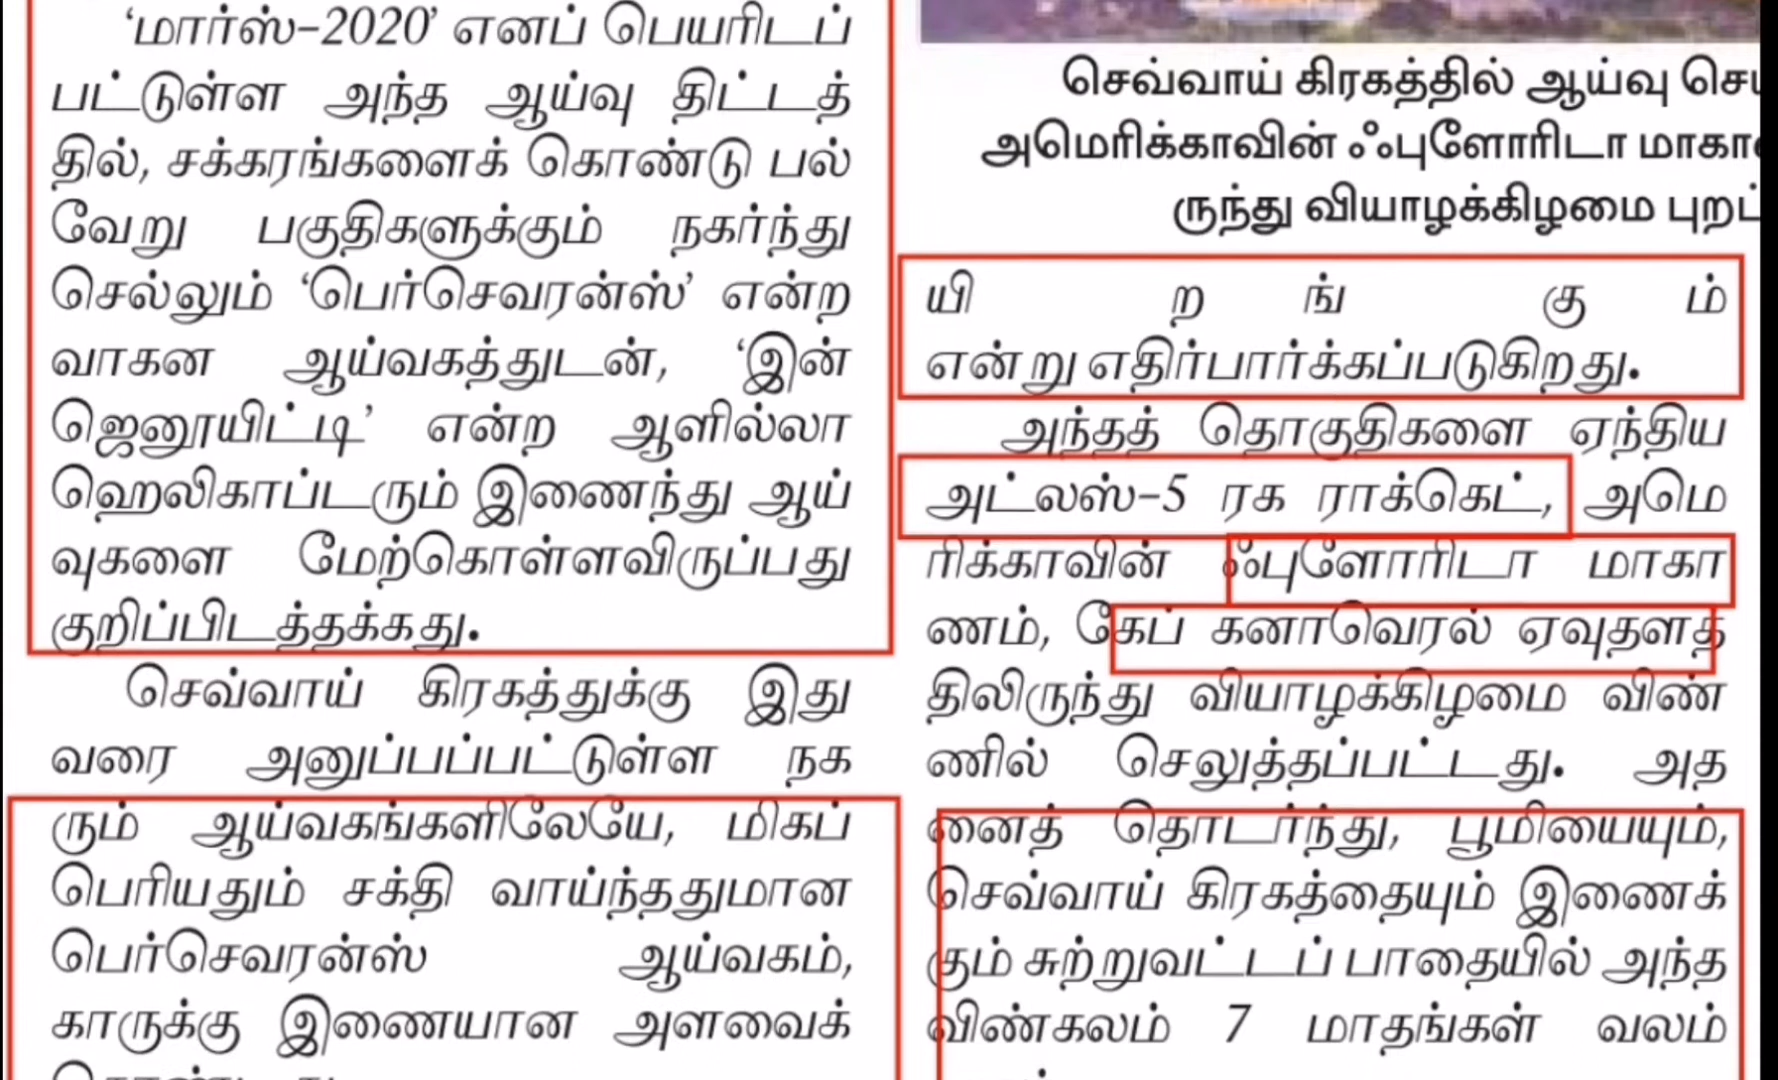 ‘மார்ஸ்-2020’ எனப் பெயரிடப்
பட்டுள்ள அந்த ஆய்வு திட்டத்
தில், சக்கரங்களைக் கொண்டு பல்
வேறு பகுதிகளுக்கும் நகர்ந்து
செல்லும் ‘பெர்செவரன்ஸ்’ என்ற
வாகன ஆய்வகத்துடன், ‘இன்
ஜெனூயிட்டி’ என்ற ஆளில்லா
ஹெலிகாப்டரும் இணைந்து ஆய்
வுகளை மேற்கொள்ளவிருப்பது
குறிப்பிடத்தக்கது.
செவ்வாய் கிரகத்துக்கு இது
வரை அனுப்பப்பட்டுள்ள நக
ரும் ஆய்வகங்களிலேயே, மிகப்
பெரியதும் சக்தி வாய்ந்ததுமான
பெர்செவரன்ஸ் ஆய்வகம்,
காருக்கு இணையான அளவைக்
செவ்வாய் கிரகத்தில் ஆய்வு
அமெரிக்காவின் ஃபுளோரிடா
ருந்து வியாழக்கிழமை
யி ற ங் கு ம்
என்று எதிர்பார்க்கப்படுகிறது.
அந்தத் தொகுதிகளை ஏந்திய
அட்லஸ்-5 ரக ராக்கெட், அமெ
ரிக்காவின் ஃபுளோரிடா மாகா
ணம், கேப் கனாவெரல் ஏவுதளத்
திலிருந்து வியாழக்கிழமை விண்
ணில் செலுத்தப்பட்டது. அத
னைத் தொடர்ந்து, பூமியையும்,
செவ்வாய் கிரகத்தையும் இணைக்
கும் சுற்றுவட்டப் பாதையில் அந்த
விண்கலம் 7 மாதங்கள் வலம்